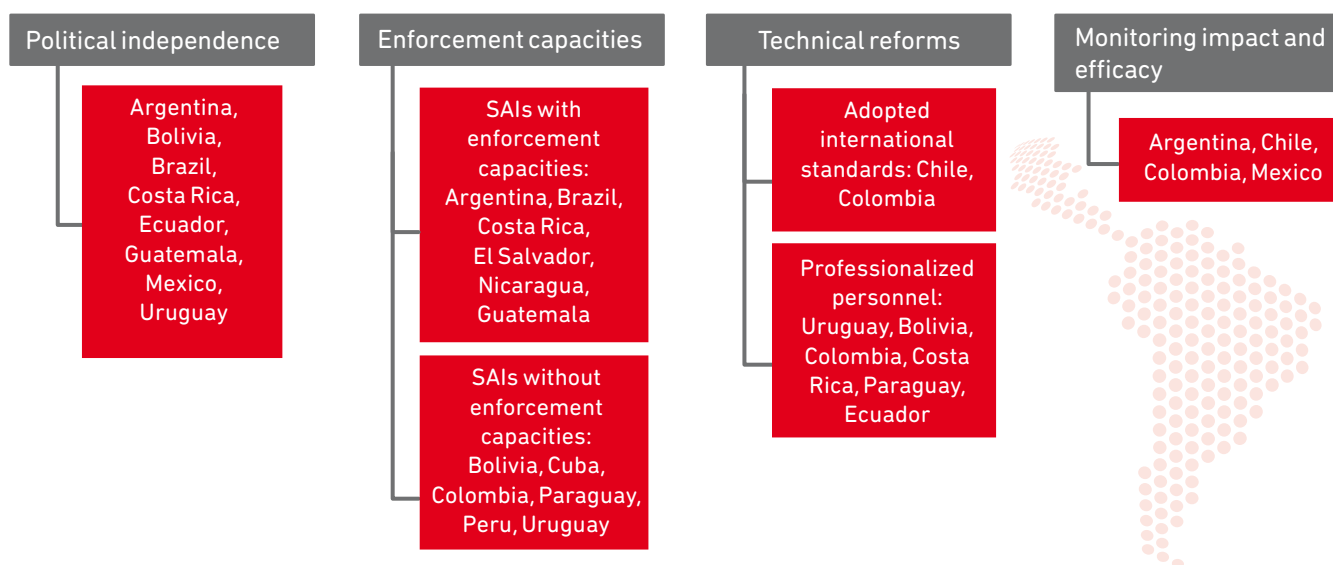 Political independence
Argentina,
Bolivia,
Brazil,
Costa Rica,
Ecuador,
Guatemala,
Mexico,
Uruguay
Enforcement capacities
SAIs with
enforcement
capacities:
Argentina, Brazil,
Costa Rica,
El Salvador,
Nicaragua,
Guatemala
SAIs without
enforcement
capacities:
Bolivia, Cuba,
Colombia, Paraguay,
Peru, Uruguay
Technical reforms
Adopted
international
standards: Chile,
Colombia
Professionalized
personnel:
Uruguay, Bolivia,
Colombia, Costa
Rica, Paraguay,
Ecuador
Monitoring impact and
efficacy
Argentina, Chile,
Colombia, Mexico